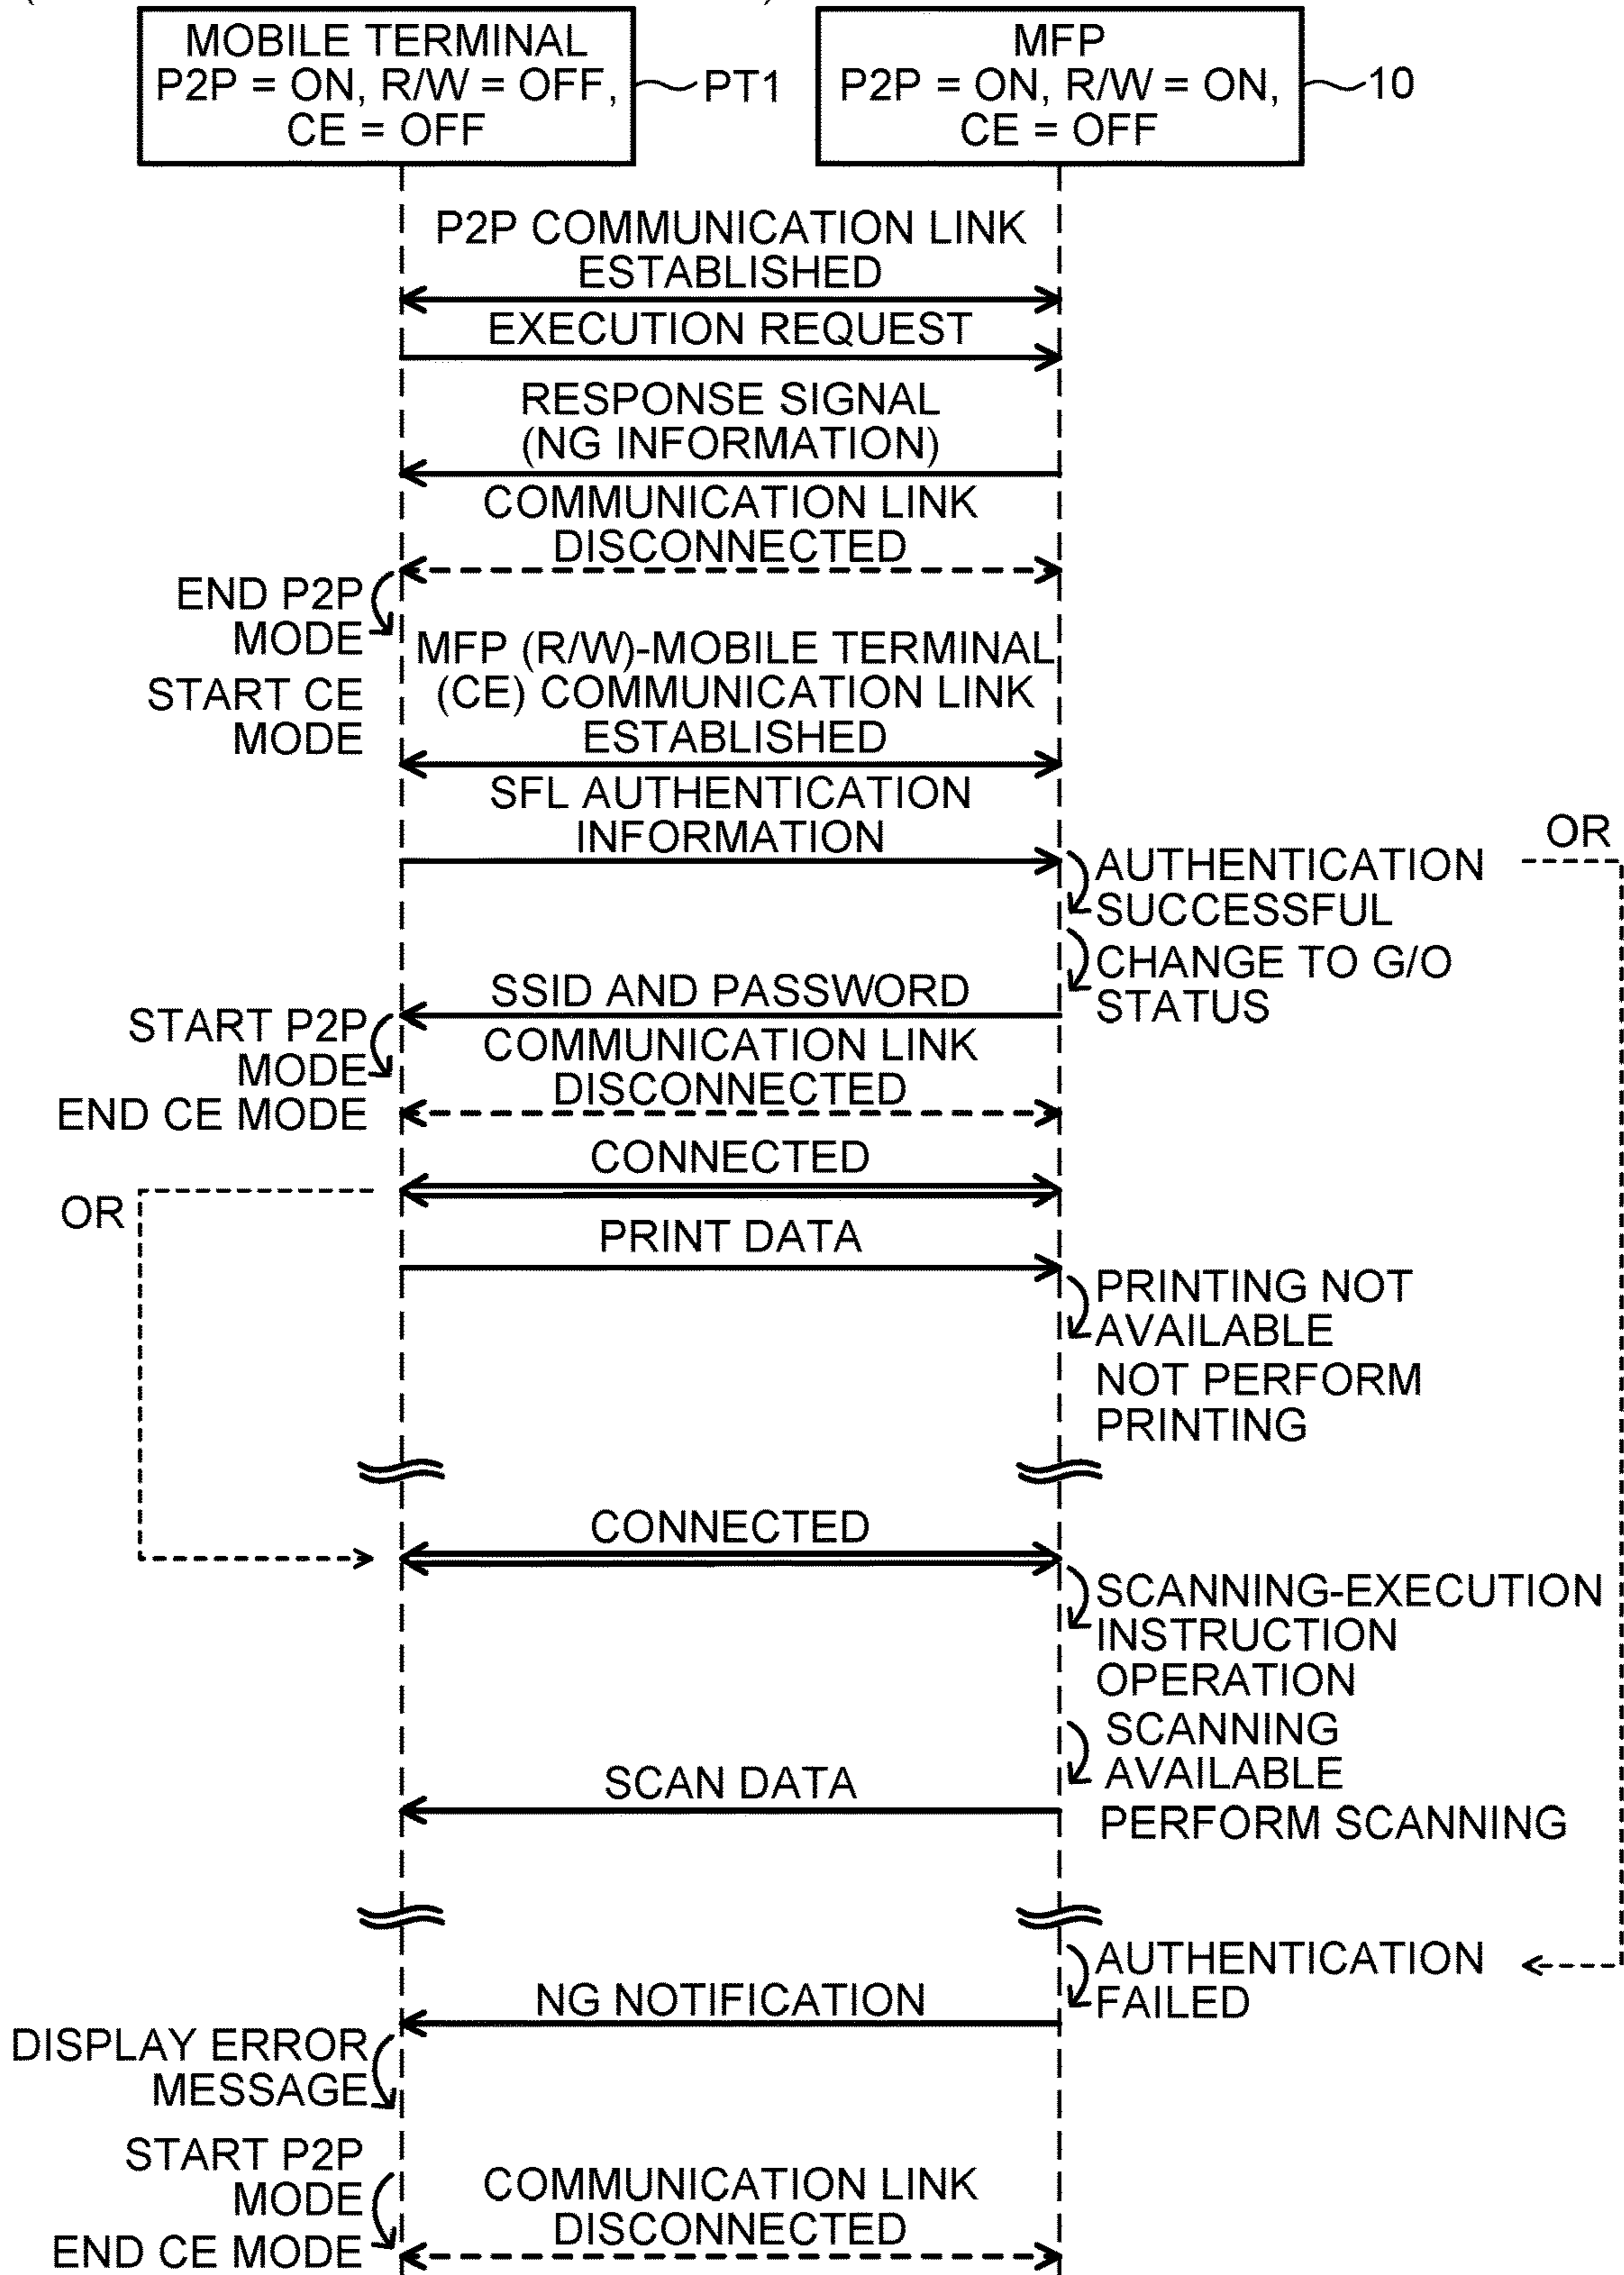 MOBILE TERMINAL
P2P = ON, R/W = OFF,
CE = OFF
PT1
MFP
P2P = ON, R/W = ON,
CE = OFF
10
P2P COMMUNICATION LINK
ESTABLISHED
EXECUTION REQUEST
RESPONSE SIGNAL
(NG INFORMATION)
COMMUNICATION LINK
DISCONNECTED
END P2P
MODE
START CE
MODE
MFP (R/W)-MOBILE TERMINAL
(CE) COMMUNICATION LINK
ESTABLISHED
SFL AUTHENTICATION
INFORMATION
OR
AUTHENTICATION
SUCCESSFUL
CHANGE TO G/O
STATUS
SSID AND PASSWORD
START P2P
MODE
END CE MODE
COMMUNICATION LINK
DISCONNECTED
CONNECTED
OR
PRINT DATA
PRINTING NOT
AVAILABLE
NOT PERFORM
PRINTING
CONNECTED
SCANNING-EXECUTION
INSTRUCTION
OPERATION
SCANNING
AVAILABLE
SCAN DATA
PERFORM SCANNING
AUTHENTICATION
FAILED
NG NOTIFICATION
DISPLAY ERROR
MESSAGE
START P2P
MODE
END CE MODE
COMMUNICATION LINK
DISCONNECTED